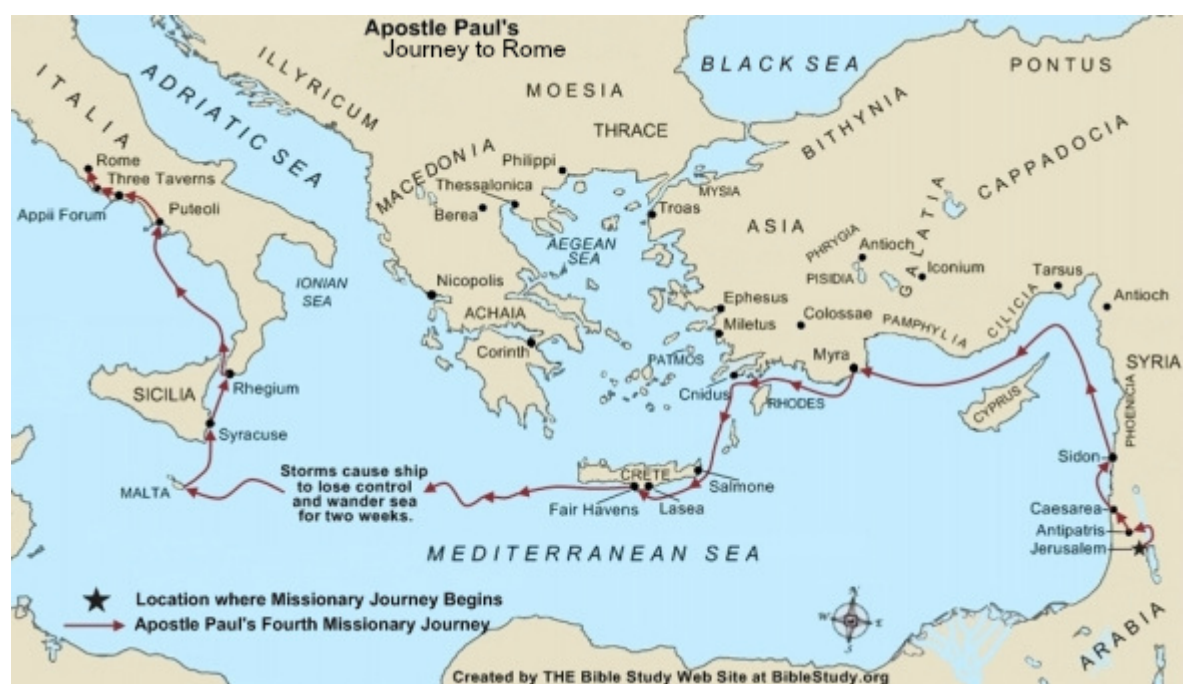 Apostle Paul's
Journey to Rome
ILLYRICUM
ITALIA
ADRIATIC SEA
BLACK SEA
PONTUS
MOESIA
THRACE
BITHYNIA
CAPPADOCIA
MACEDONIA
Philippi
Thessalonica
Berea
MYSIA
Troas
Rome
Three Taverns
Appii Forum
Puteoli
ASIA
GALATIA
PHRYGIA
Antioch
PISIDIA
Iconium
AEGEAN
SEA
IONIAN
SEA
Nicopolis
Tarsus
Antioch
CILICIA
Ephesus
Colossae
PAMPHYLIA
Miletus
ACHAIA
Corinth
PATMOS
Myra
SYRIA
Rhegium
SICILIA
Cnidus
RHODES
CYPRUS
PHOENICIA
Syracuse
Sidon
Storms cause ship
to lose control
and wander sea
for two weeks.
CRETE
Salmone
MALTA
Fair Havens
Lasea
Caesarea
Antipatris
Jerusalem
MEDITERRANEAN SEA
Location where Missionary Journey Begins
Apostle Paul's Fourth Missionary Journey
N
W
E
S
ARABIA
Created by THE Bible Study Web Site at BibleStudy.org